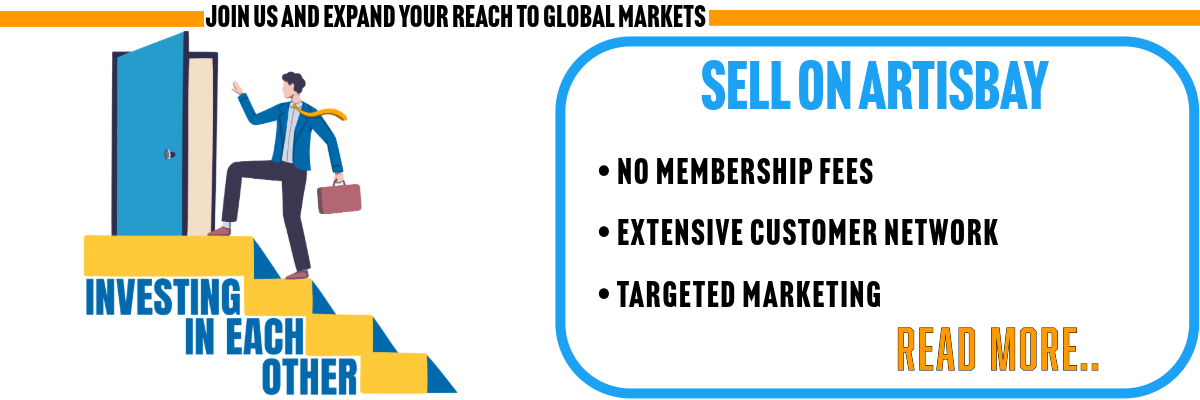 JOIN US AND EXPAND YOUR REACH TO GLOBAL MARKETS
SELL ON ARTISBAY
• NO MEMBERSHIP FEES
• EXTENSIVE CUSTOMER NETWORK
• TARGETED MARKETING
READ MORE..
INVESTING
IN EACH
OTHER